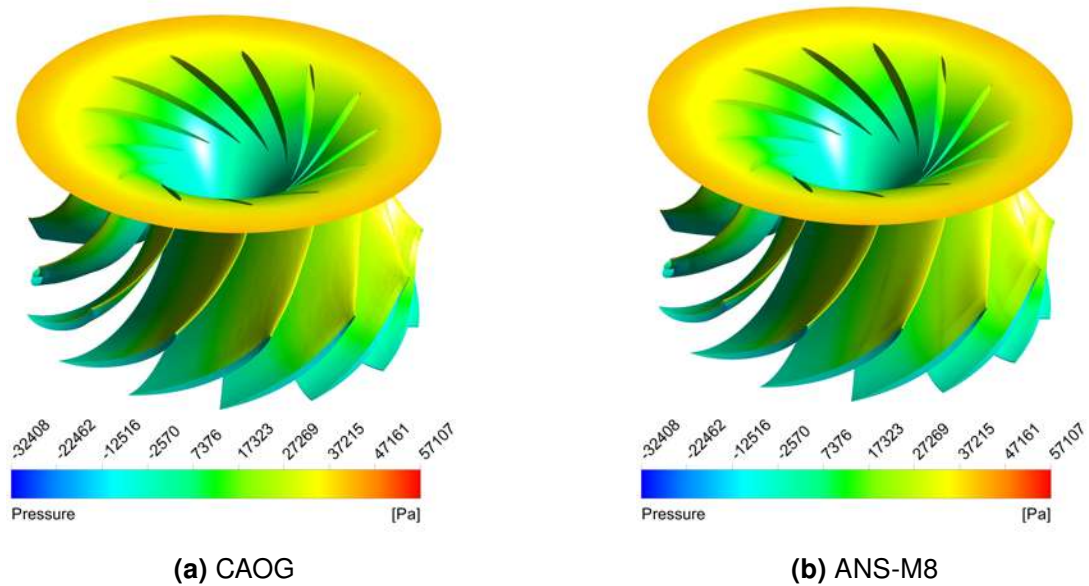 -32408 -22462 -12516 -2570 7376 17323 27269 37215 47161 57107
Pressure [Pa]
(a) CAOG
-32408 -22462 -12516 -2570 7376 17323 27269 37215 47161 57107
Pressure [Pa]
(b) ANS-M8